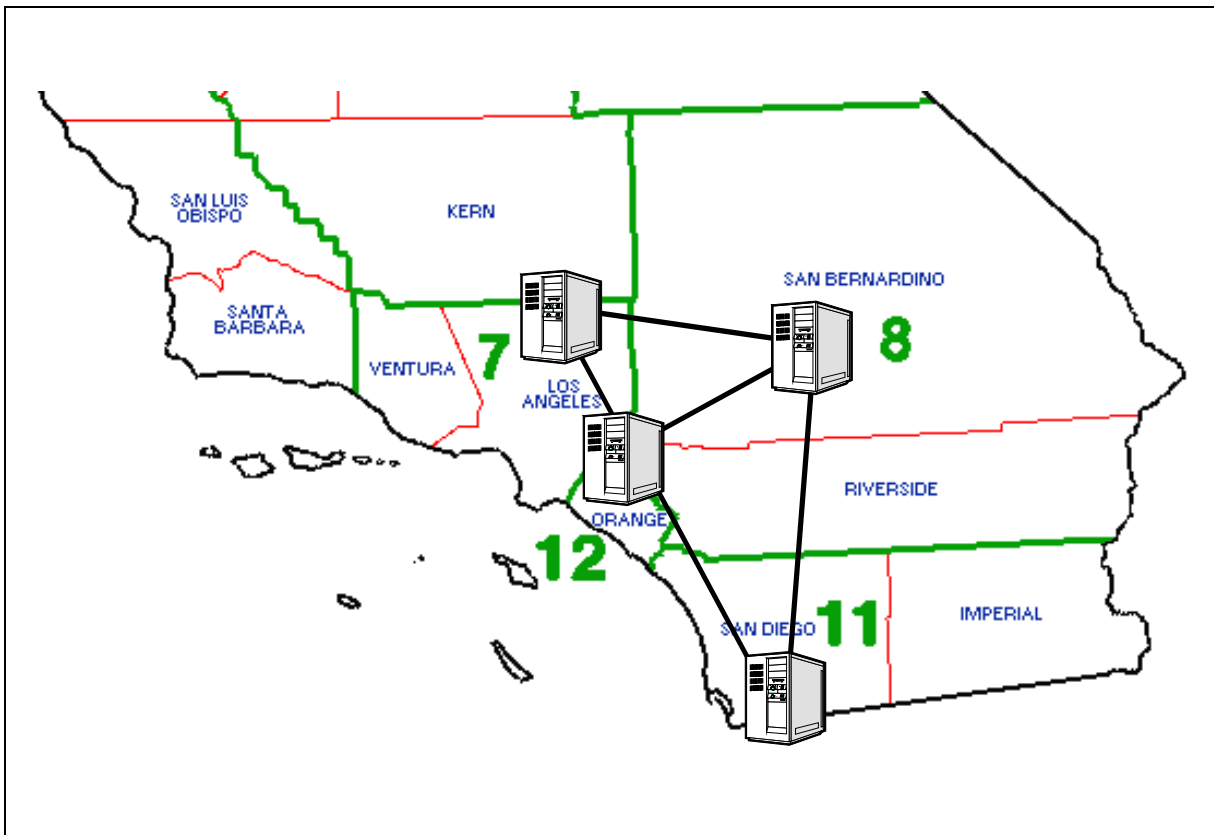 SAN LUIS
OBISPO
KERN
SAN BERNARDINO
SANTA
BARBARA
7
8
VENTURA
LOS
ANGELES
RIVERSIDE
ORANGE
12
SAN DIEGO
11
IMPERIAL